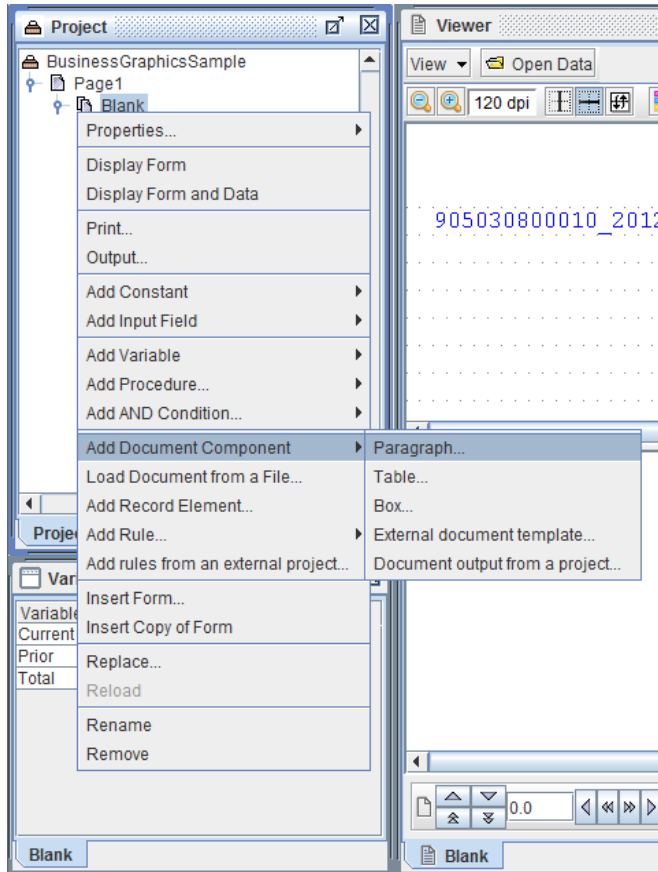 Project
BusinessGraphicsSample
Page1
Blank
Properties...
Display Form
Display Form and Data
Print...
Output...
Add Constant
Add Input Field
Add Variable
Add Procedure...
Add AND Condition...
Add Document Component
Load Document from a File...
Add Record Element...
Add Rule...
Add rules from an external project...
Insert Form...
Insert Copy of Form
Replace...
Reload
Rename
Remove
Paragraph...
Table...
Box...
External document template...
Document output from a project...
Current
Prior
Total
Blank
Viewer
View
Open Data
120 dpi
905030800010_2012
0.0
Blank